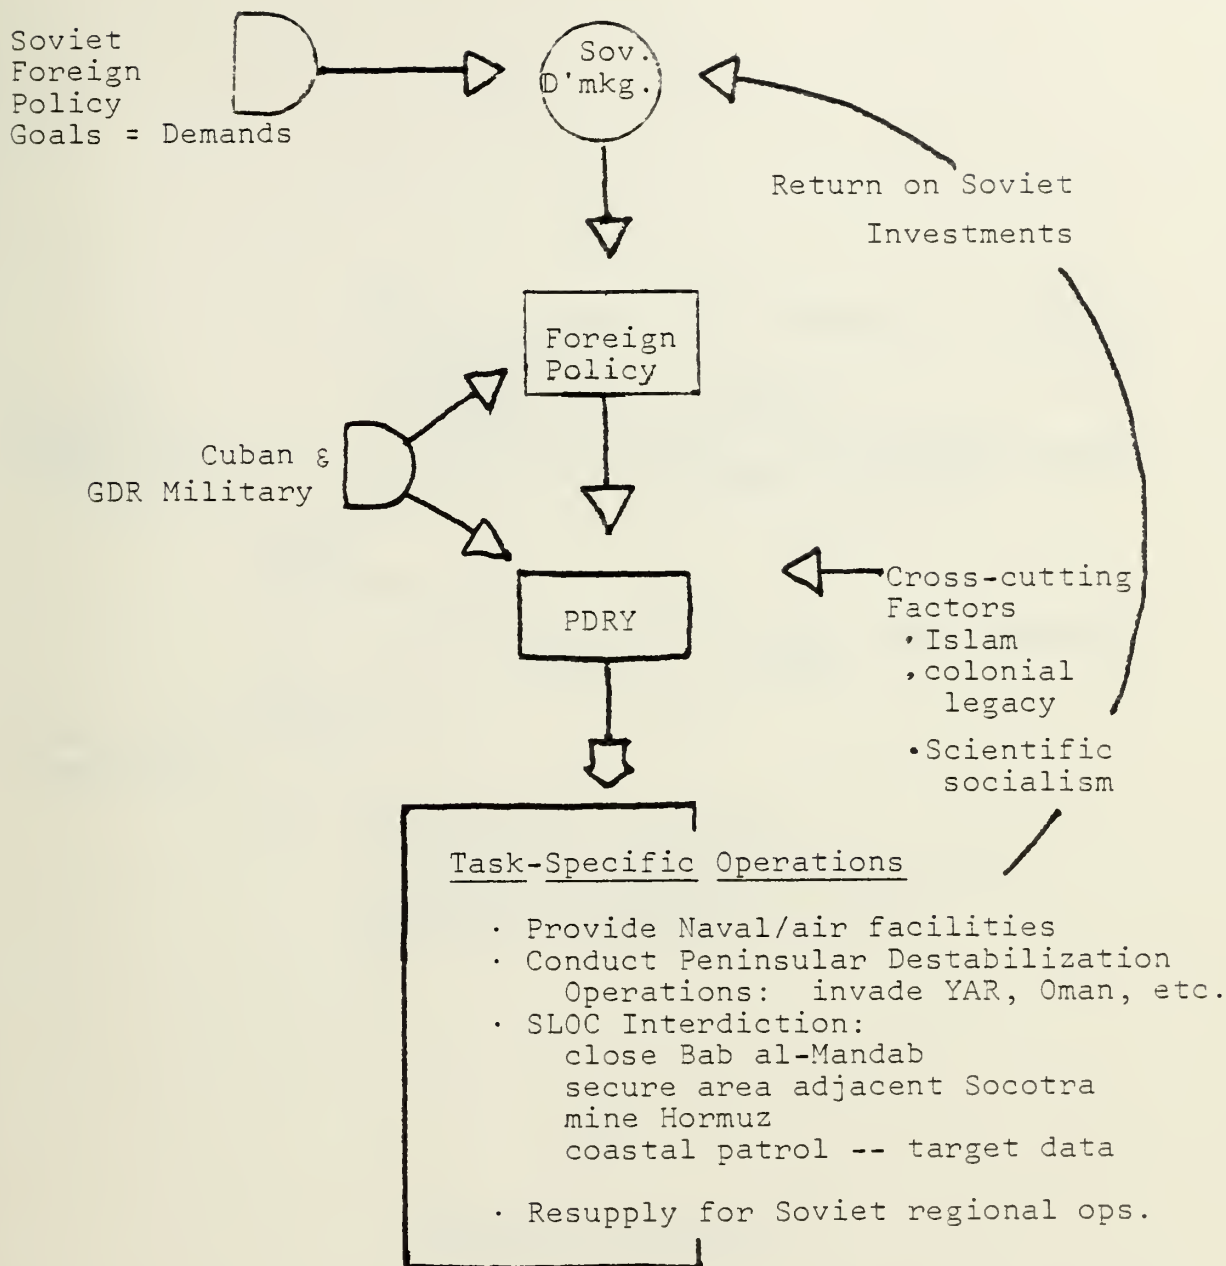 Soviet
Foreign
Policy
Goals = Demands
Sov.
D'mkg.
Return on Soviet
Investments
Foreign
Policy
Cuban &
GDR Military
PDRY
Cross-cutting
Factors
• Islam
• colonial
legacy
• Scientific
socialism
Task-Specific Operations
· Provide Naval/air facilities
· Conduct Peninsular Destabilization
Operations: invade YAR, Oman, etc.
· SLOC Interdiction:
close Bab al-Mandab
secure area adjacent Socotra
mine Hormuz
coastal patrol -- target data
· Resupply for Soviet regional ops.